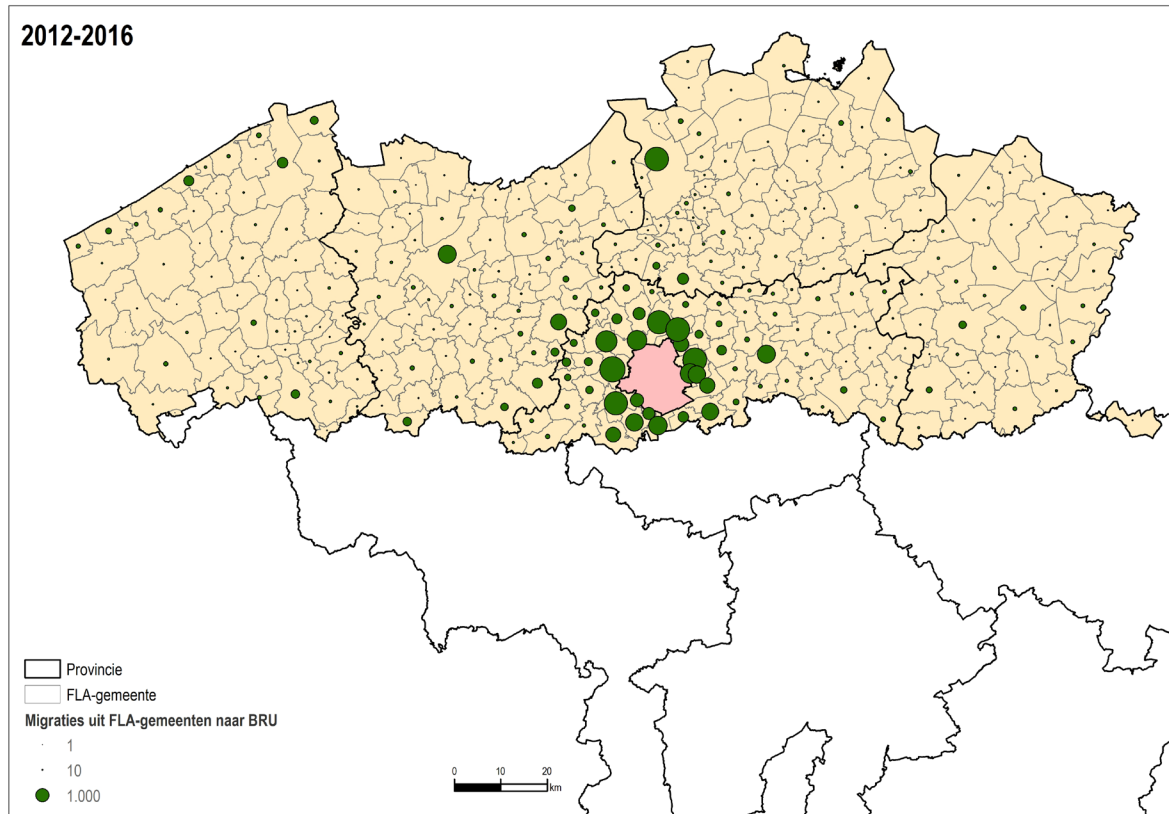 2012-2016
Provincie
FLA-gemeente
Migraties uit FLA-gemeenten naar BRU
1
10
1.000
0 10 20
km